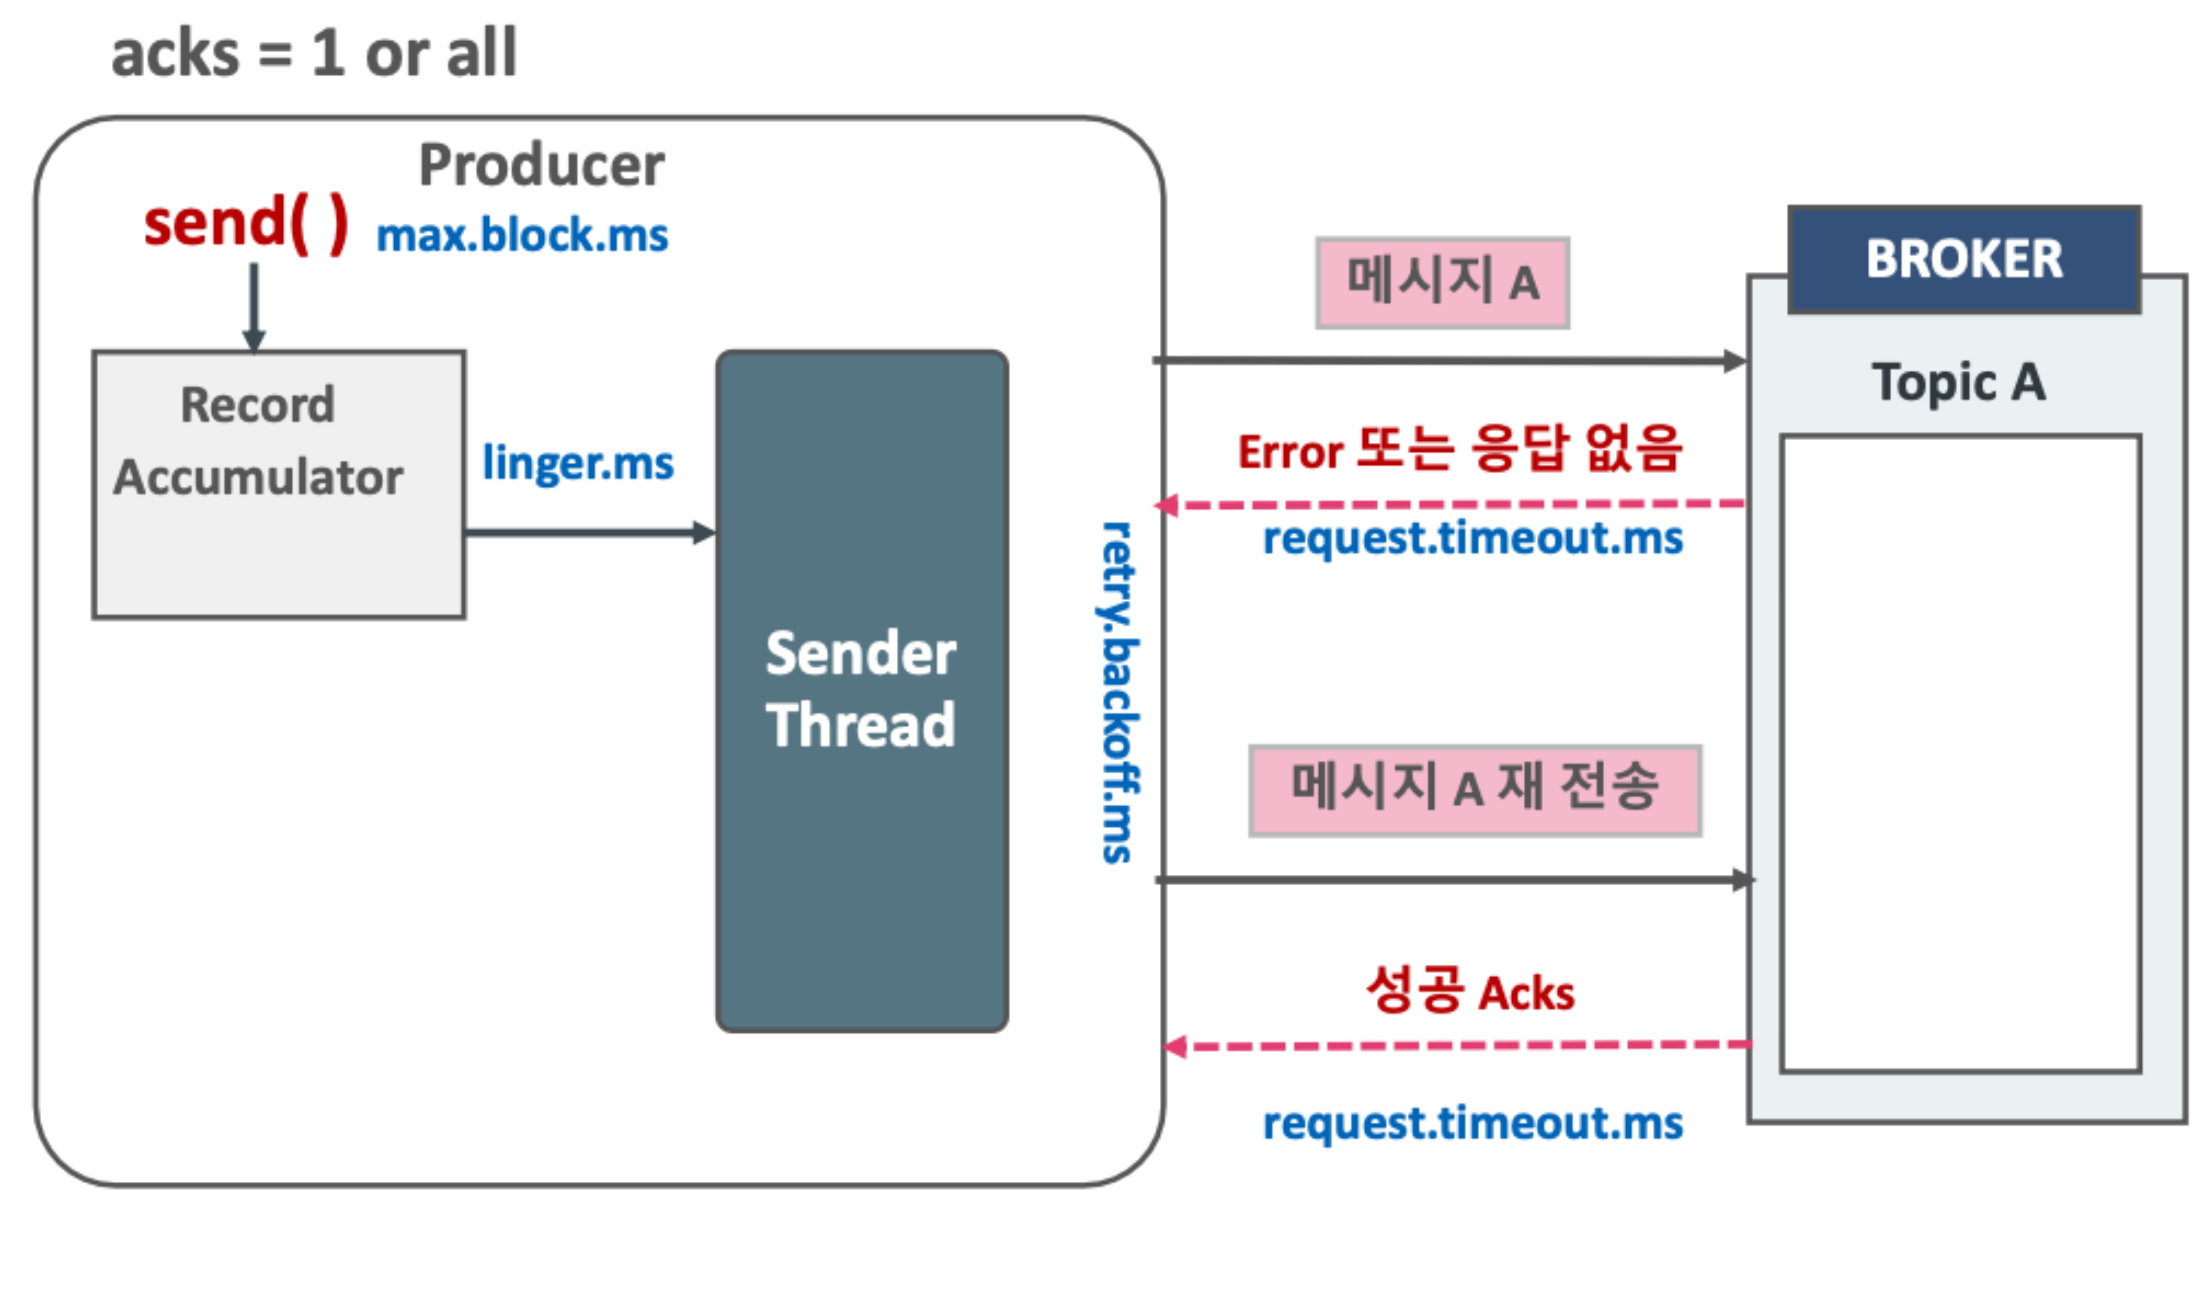 acks = 1 or all
Producer
send( )
max.block.ms
Record
Accumulator
linger.ms
Sender
Thread
retry.backoff.ms
메시지 A
Error 또는 응답 없음
request.timeout.ms
메시지 A 재 전송
성공 Acks
request.timeout.ms
BROKER
Topic A